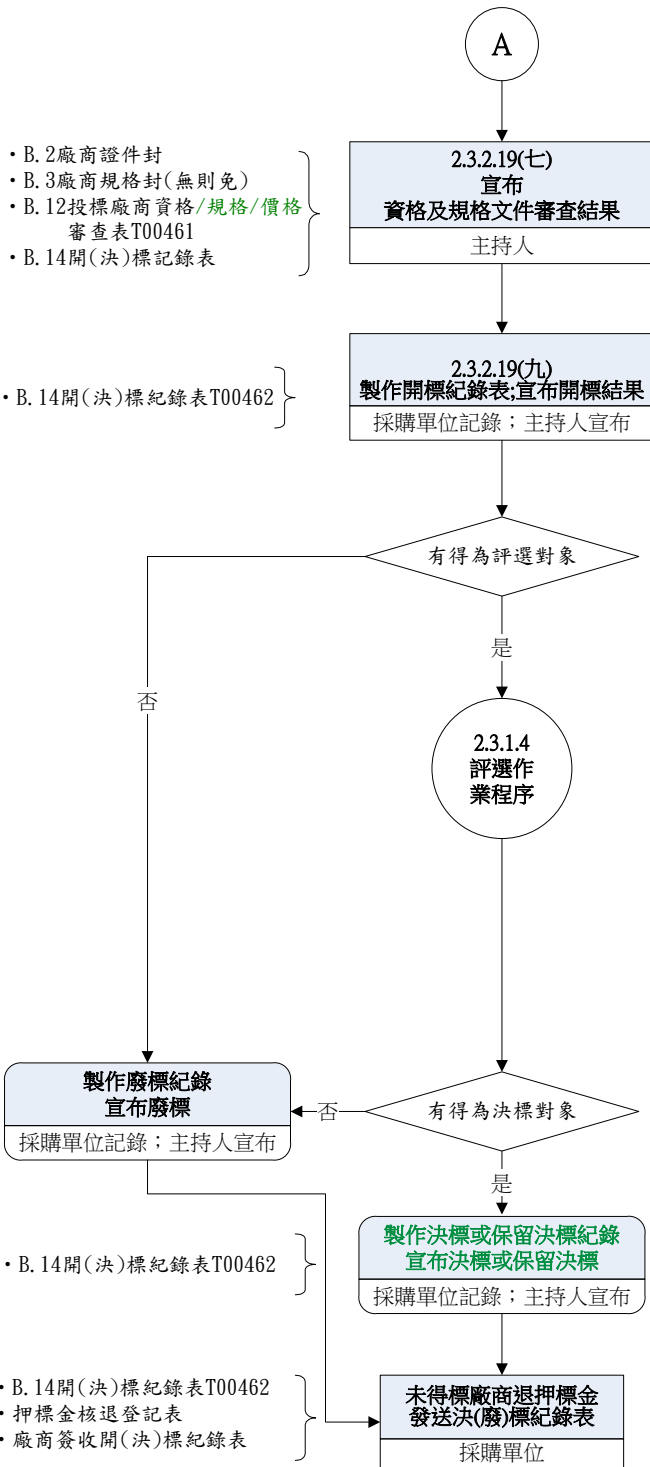 A
・B.2廠商證件封
・B.3廠商規格封(無則免)
・B.12投標廠商資格/規格/價格
審查表T00461
・B.14開(決)標記錄表
2.3.2.19(七)
宣布
資格及規格文件審查結果
主持人
・B.14開(決)標紀錄表T00462
2.3.2.19(九)
製作開標紀錄表;宣布開標結果
採購單位記錄；主持人宣布
有得為評選對象
是
否
2.3.1.4
評選作
業程序
製作廢標紀錄
宣布廢標
採購單位記錄；主持人宣布
否
有得為決標對象
是
・B.14開(決)標紀錄表T00462
製作決標或保留決標紀錄
宣布決標或保留決標
採購單位記錄；主持人宣布
・B.14開(決)標紀錄表T00462
・押標金核退登記表
・廠商簽收開(決)標紀錄表
未得標廠商退押標金
發送決(廢)標紀錄表
採購單位